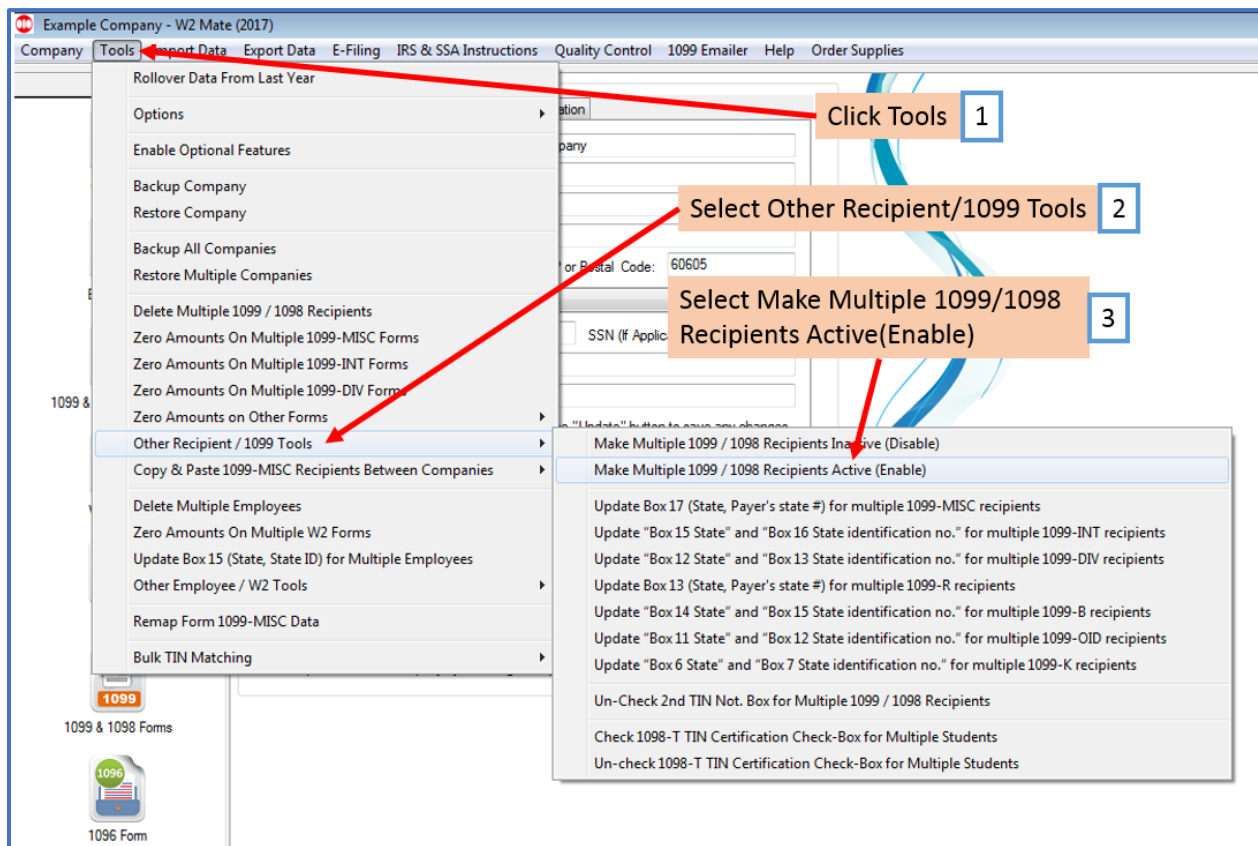 Example Company - W2 Mate (2017)
Company Tools Import Data Export Data E-Filing IRS & SSA Instructions Quality Control 1099 Emailer Help Order Supplies
Rollover Data From Last Year
Options
Enable Optional Features
Backup Company
Restore Company
Backup All Companies
Restore Multiple Companies
Delete Multiple 1099 / 1098 Recipients
Zero Amounts On Multiple 1099-MISC Forms
Zero Amounts On Multiple 1099-INT Forms
Zero Amounts On Multiple 1099-DIV Forms
Zero Amounts on Other Forms
Other Recipient / 1099 Tools
Copy & Paste 1099-MISC Recipients Between Companies
Delete Multiple Employees
Zero Amounts On Multiple W2 Forms
Update Box 15 (State, State ID) for Multiple Employees
Other Employee / W2 Tools
Remap Form 1099-MISC Data
Bulk TIN Matching
Click Tools 1
Select Other Recipient/1099 Tools 2
or Postal Code: 60605
Select Make Multiple 1099/1098
Recipients Active(Enable) 3
SSN (If
"Update" button to save any changes
Make Multiple 1099 / 1098 Recipients Inactive (Disable)
Make Multiple 1099 / 1098 Recipients Active (Enable)
Update Box 17 (State, Payer's state #) for multiple 1099-MISC recipients
Update "Box 15 State" and "Box 16 State identification no." for multiple 1099-INT recipients
Update "Box 12 State" and "Box 13 State identification no." for multiple 1099-DIV recipients
Update Box 13 (State, Payer's state #) for multiple 1099-R recipients
Update "Box 14 State" and "Box 15 State identification no." for multiple 1099-B recipients
Update "Box 11 State" and "Box 12 State identification no." for multiple 1099-OID recipients
Update "Box 6 State" and "Box 7 State identification no." for multiple 1099-K recipients
Un-Check 2nd TIN Not. Box for Multiple 1099 / 1098 Recipients
Check 1098-T TIN Certification Check-Box for Multiple Students
Un-check 1098-T TIN Certification Check-Box for Multiple Students
1099 &
1099
1099 & 1098 Forms
1096
1096 Form